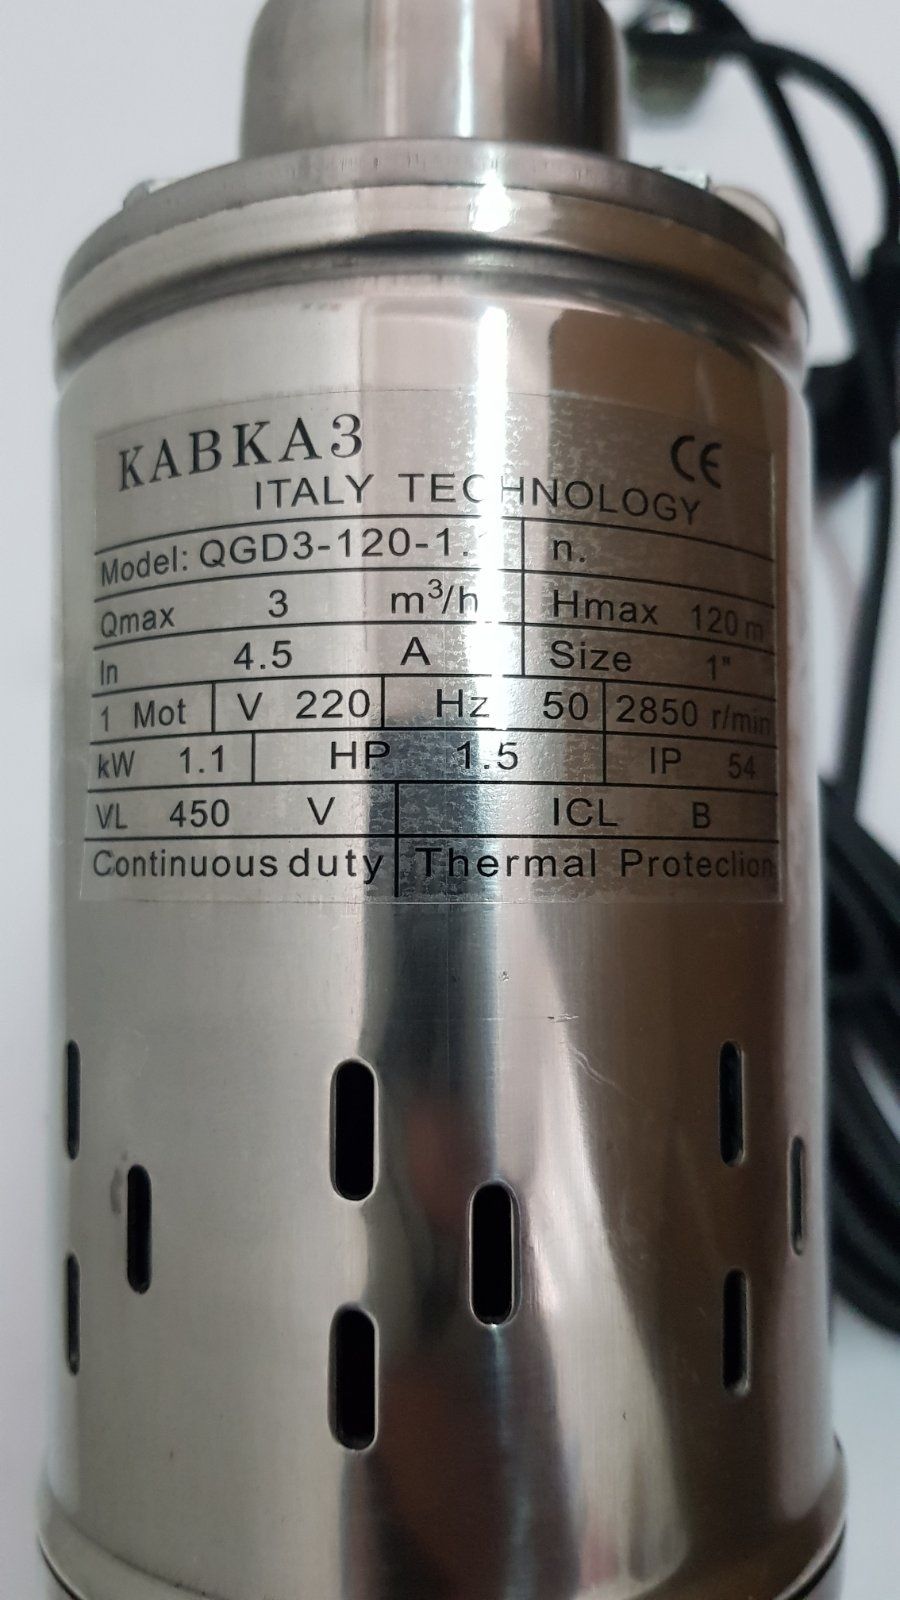 KABKA3
CE
ITALY TECHNOLOGY
Model: QGD3-120-1. n.
Qmax 3 m³/h Hmax 120 m
In 4.5 A Size 1"
1 Mot V 220 Hz 50 2850 r/min
kW 1.1 HP 1.5 IP 54
VL 450 V ICL B
Continuous duty Thermal Proteclion